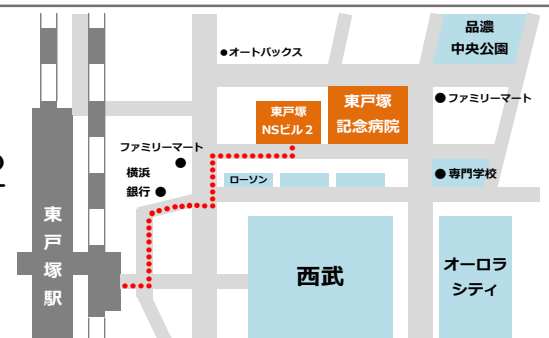 品濃
中央公園
●オートバックス
東戸塚
NSビル２
東戸塚
記念病院
●ファミリーマート
ファミリーマート
●
横浜
銀行●
ローソン
●専門学校
東戸塚駅
西武
オーロラ
シティ